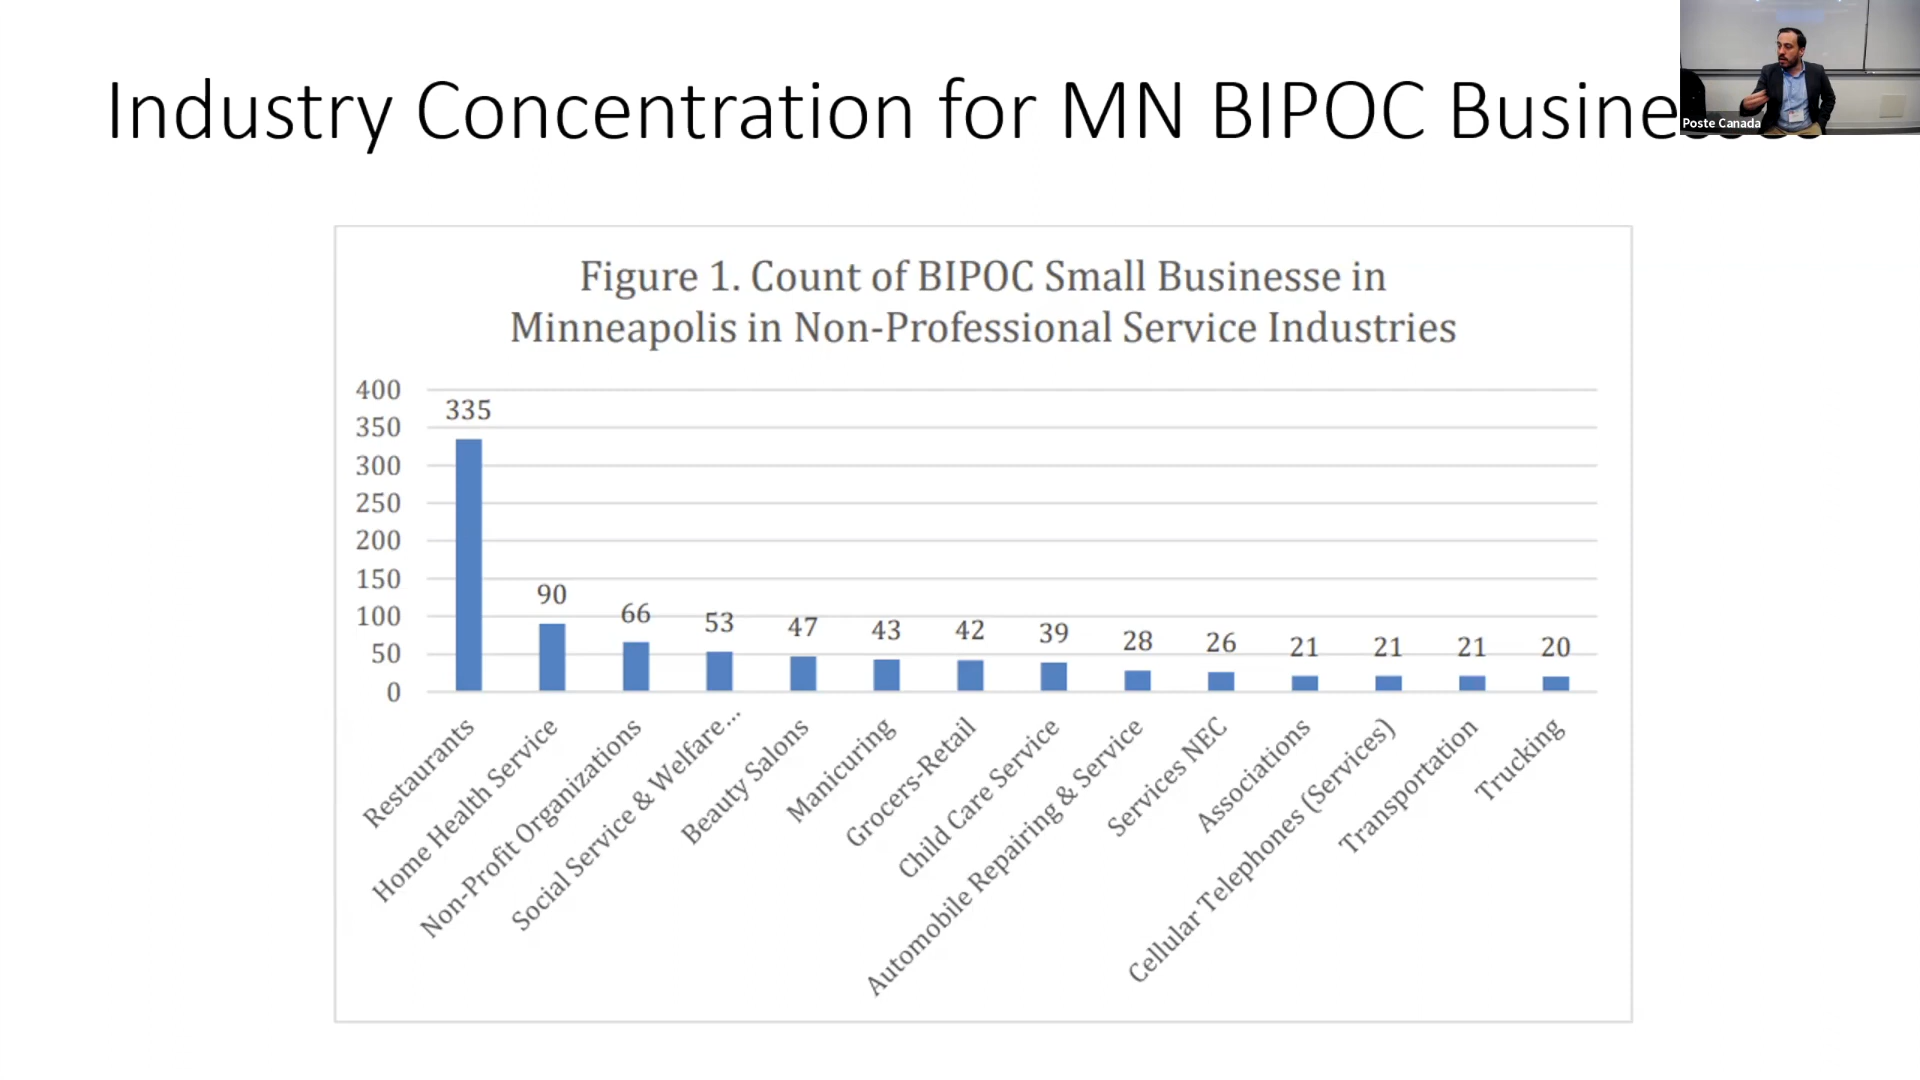 Industry Concentration for MN BIPOC Busine
Poste Canada
Figure 1. Count of BIPOC Small Businesse in
Minneapolis in Non-Professional Service Industries
400
350
300
250
200
150
100
50
0
335
90
66
53
47
43
42
39
28
26
21
21
21
20
Restaurants
Home Health Service
Non-Profit Organizations
Social Service & Welfare...
Beauty Salons
Manicuring
Grocers-Retail
Child Care Service
Automobile Repairing & Service
Services NEC
Associations
Cellular Telephones (Services)
Transportation
Trucking